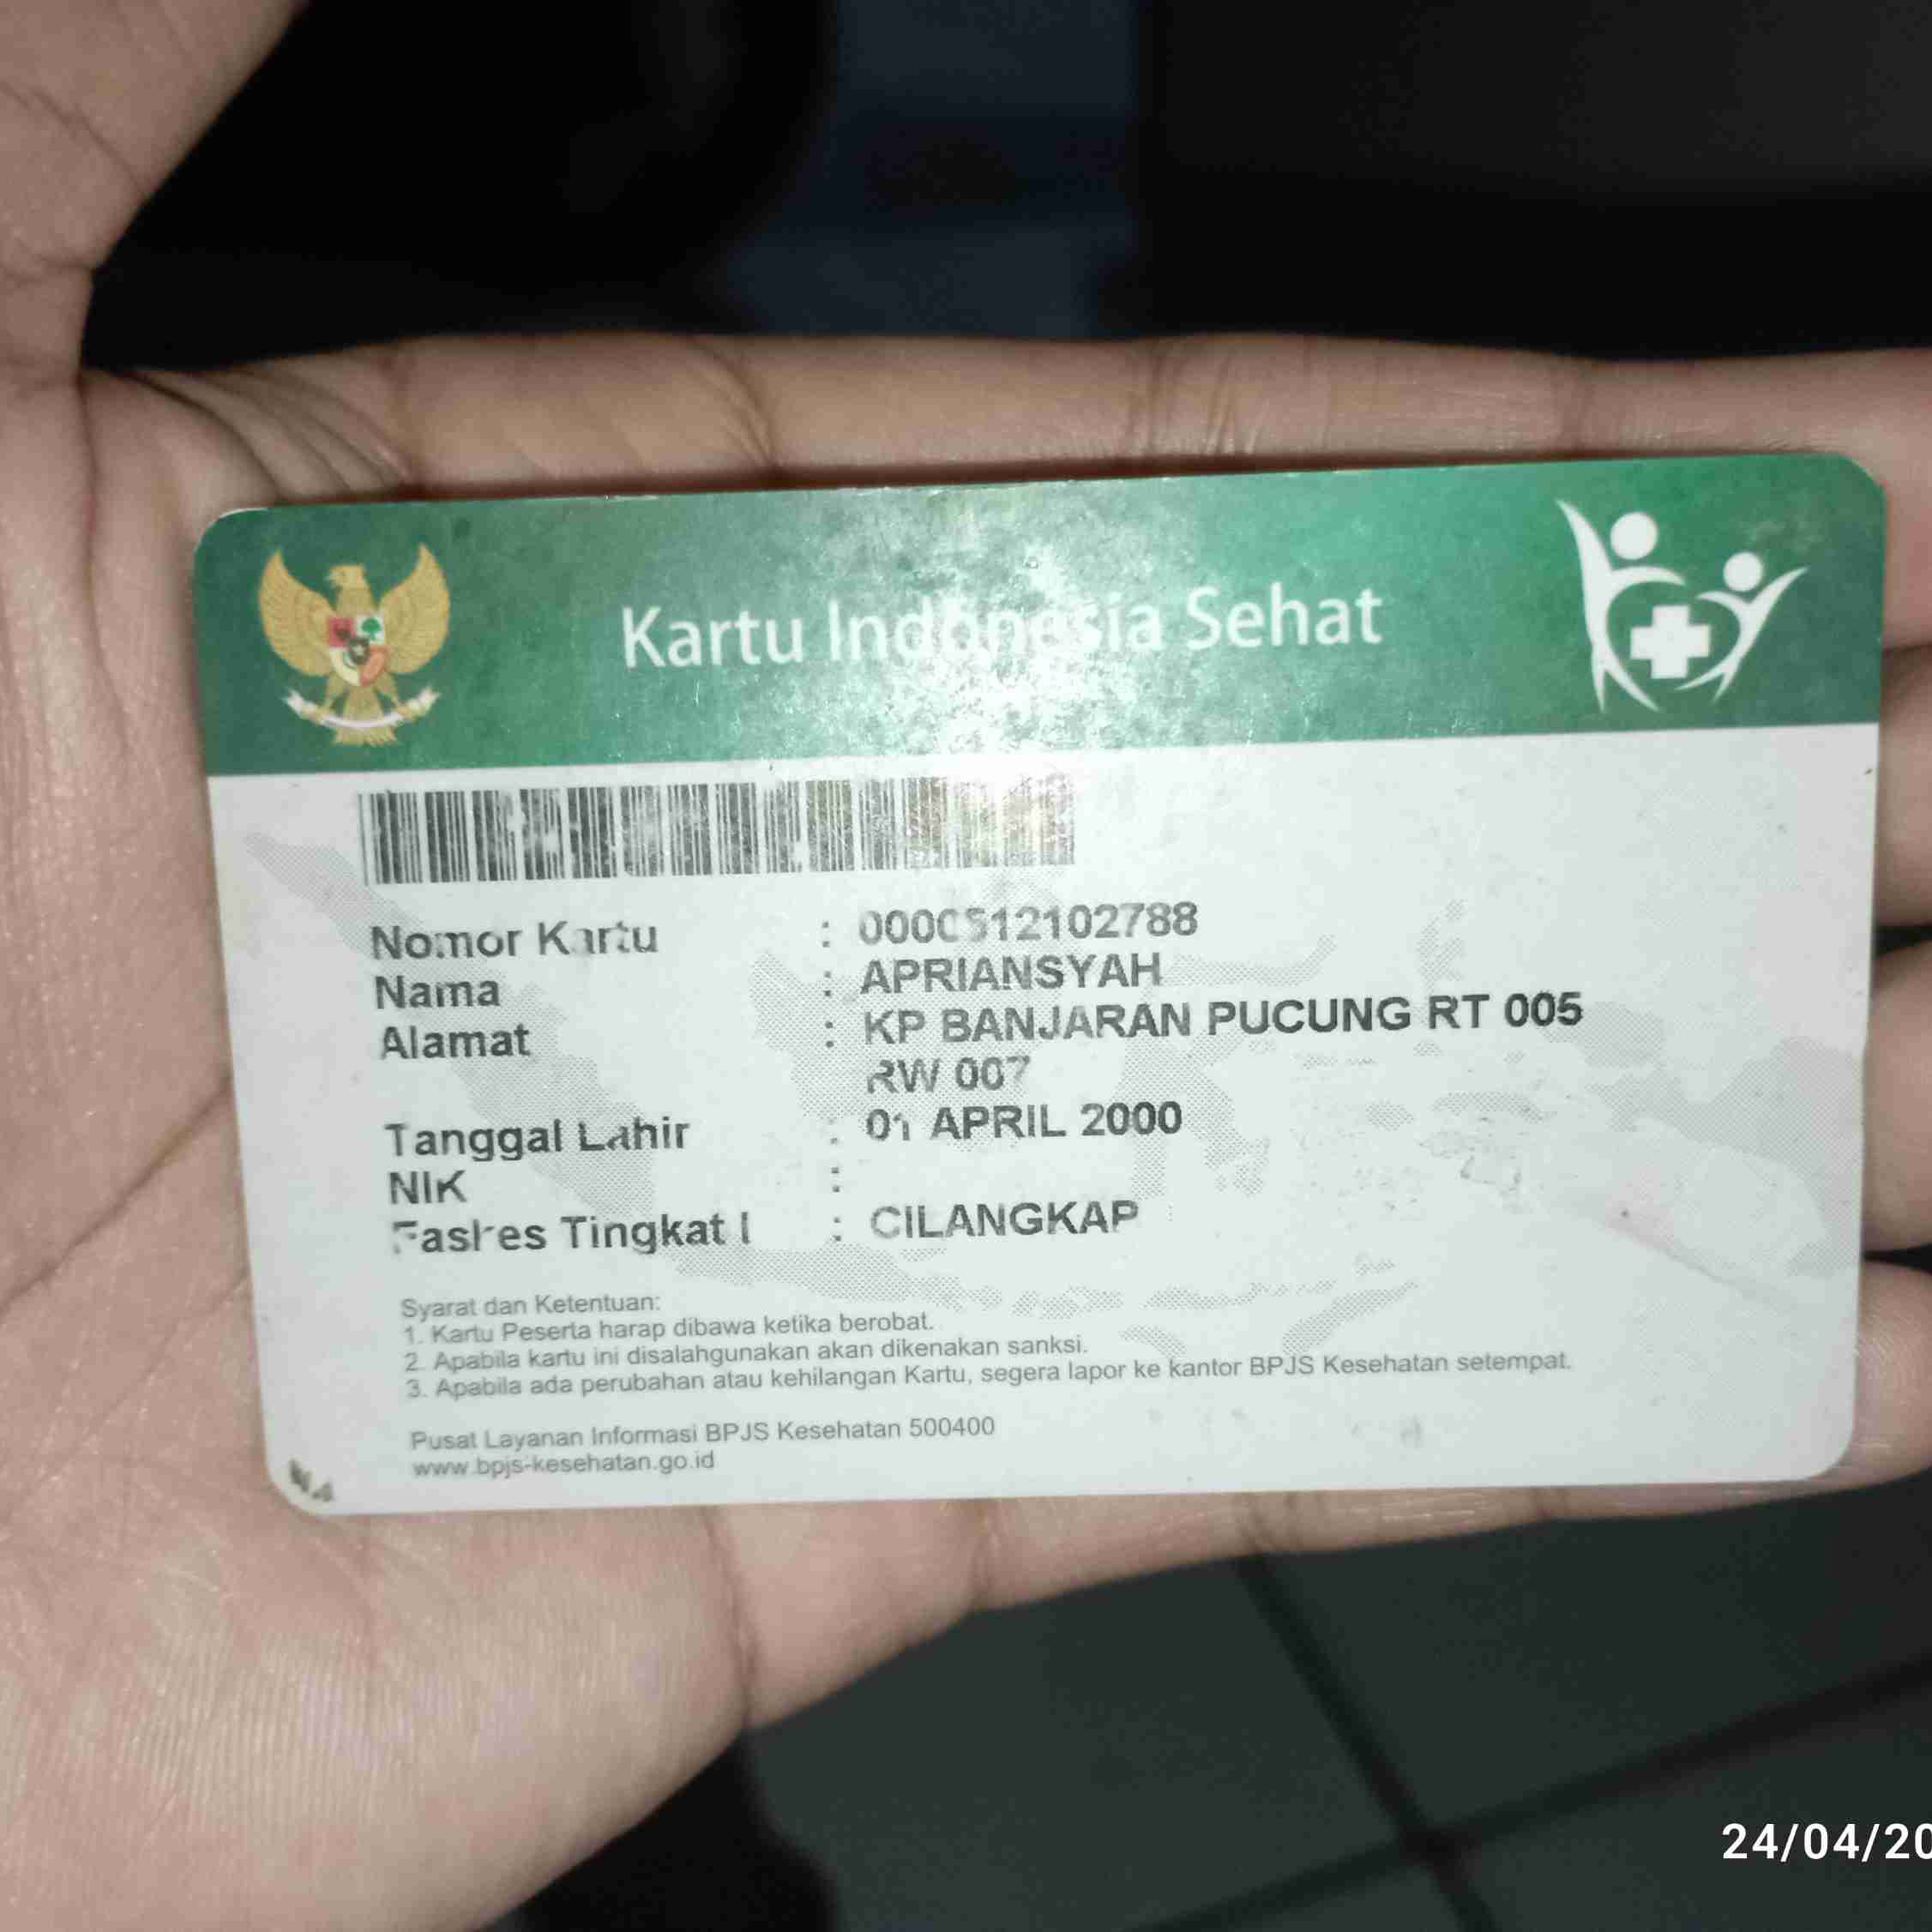 Kartu Indonesia Sehat
Nomor Kartu : 0000512102788
Nama : APRIANSYAH
Alamat : KP BANJARAN PUCUNG RT 005
RW 007
Tanggal Lahir : 01 APRIL 2000
NIK :
Faskes Tingkat I : CILANGKAP
Syarat dan Ketentuan:
1. Kartu Peserta harap dibawa ketika berobat.
2. Apabila kartu ini disalahgunakan akan dikenakan sanksi.
3. Apabila ada perubahan atau kehilangan Kartu, segera lapor ke kantor BPJS Kesehatan setempat.
Pusat Layanan Informasi BPJS Kesehatan 500400
www.bpjs-kesehatan.go.id
24/04/20